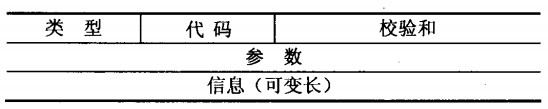 类 型 代 码 校验和
参 数
信息（可变长）